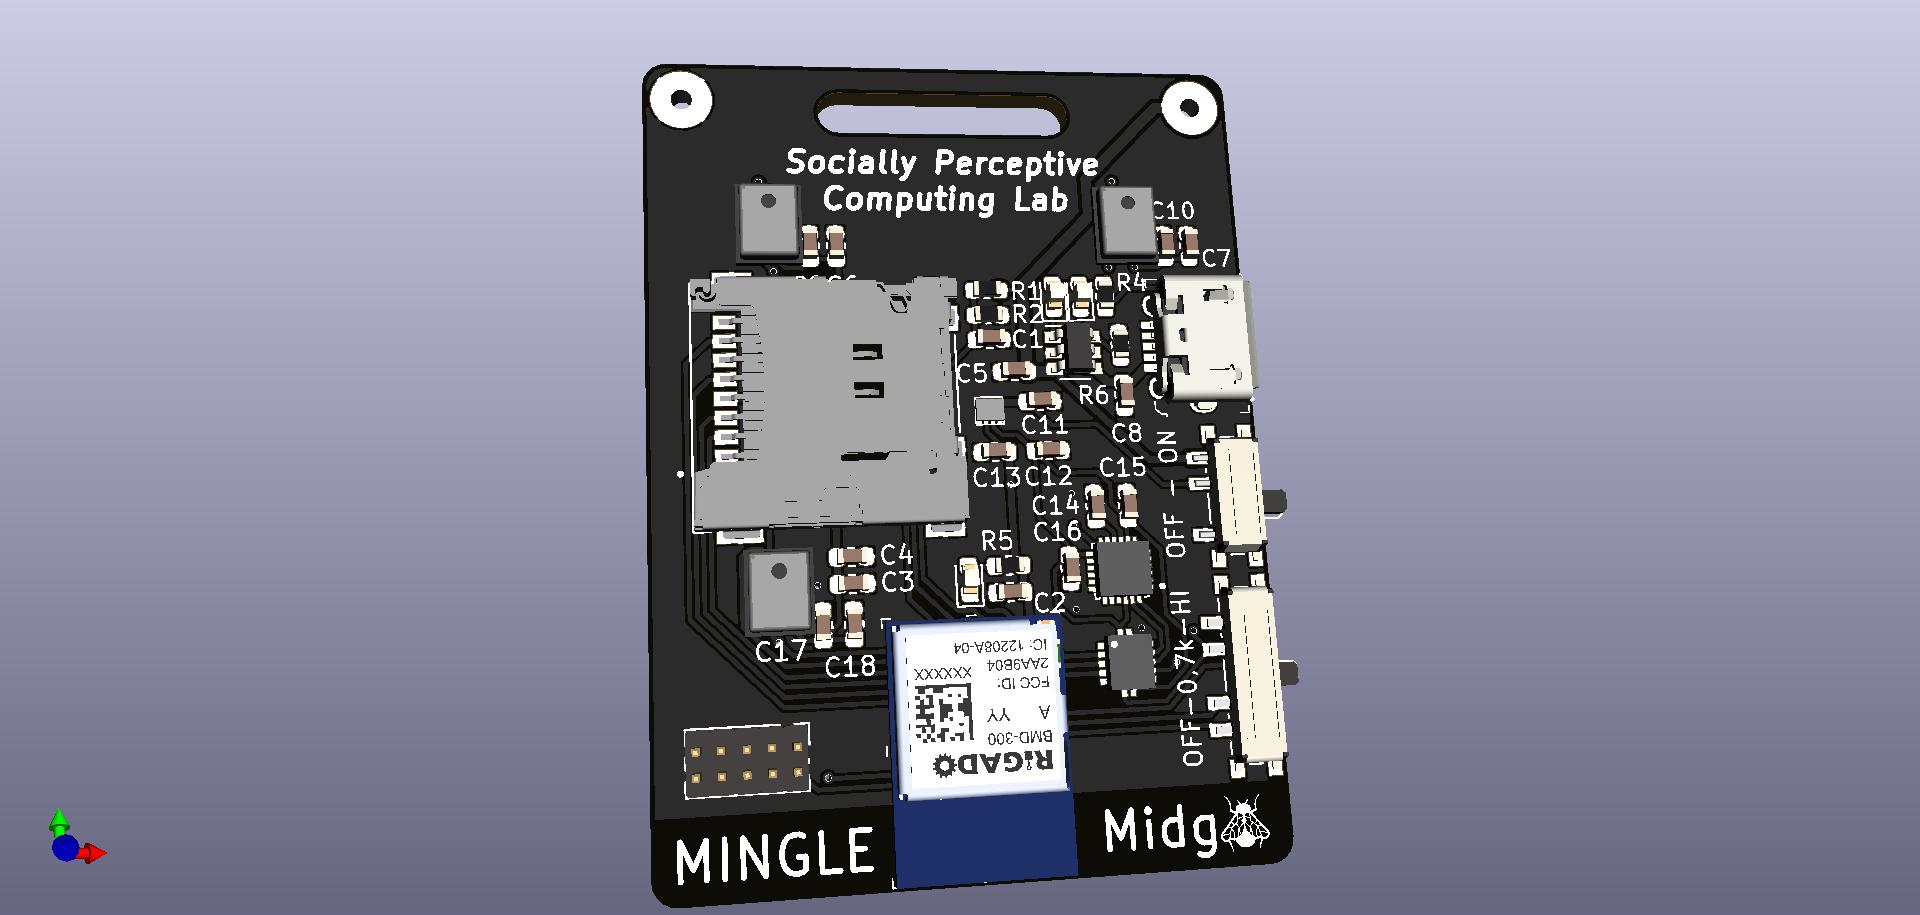 Socially Perceptive
Computing Lab
C10
C7
R1
R4
R2
C1
C5
R6
C11
C8
OFF - ON
C13
C12
C15
C14
C16
R5
C4
C3
C2
C17
C18
OFF-0,7k-HI
RIGADO
BMD-300
A YY
FCC ID:
XXXXXX
2AA9B04
IC: 12208A-04
MINGLE
Midg